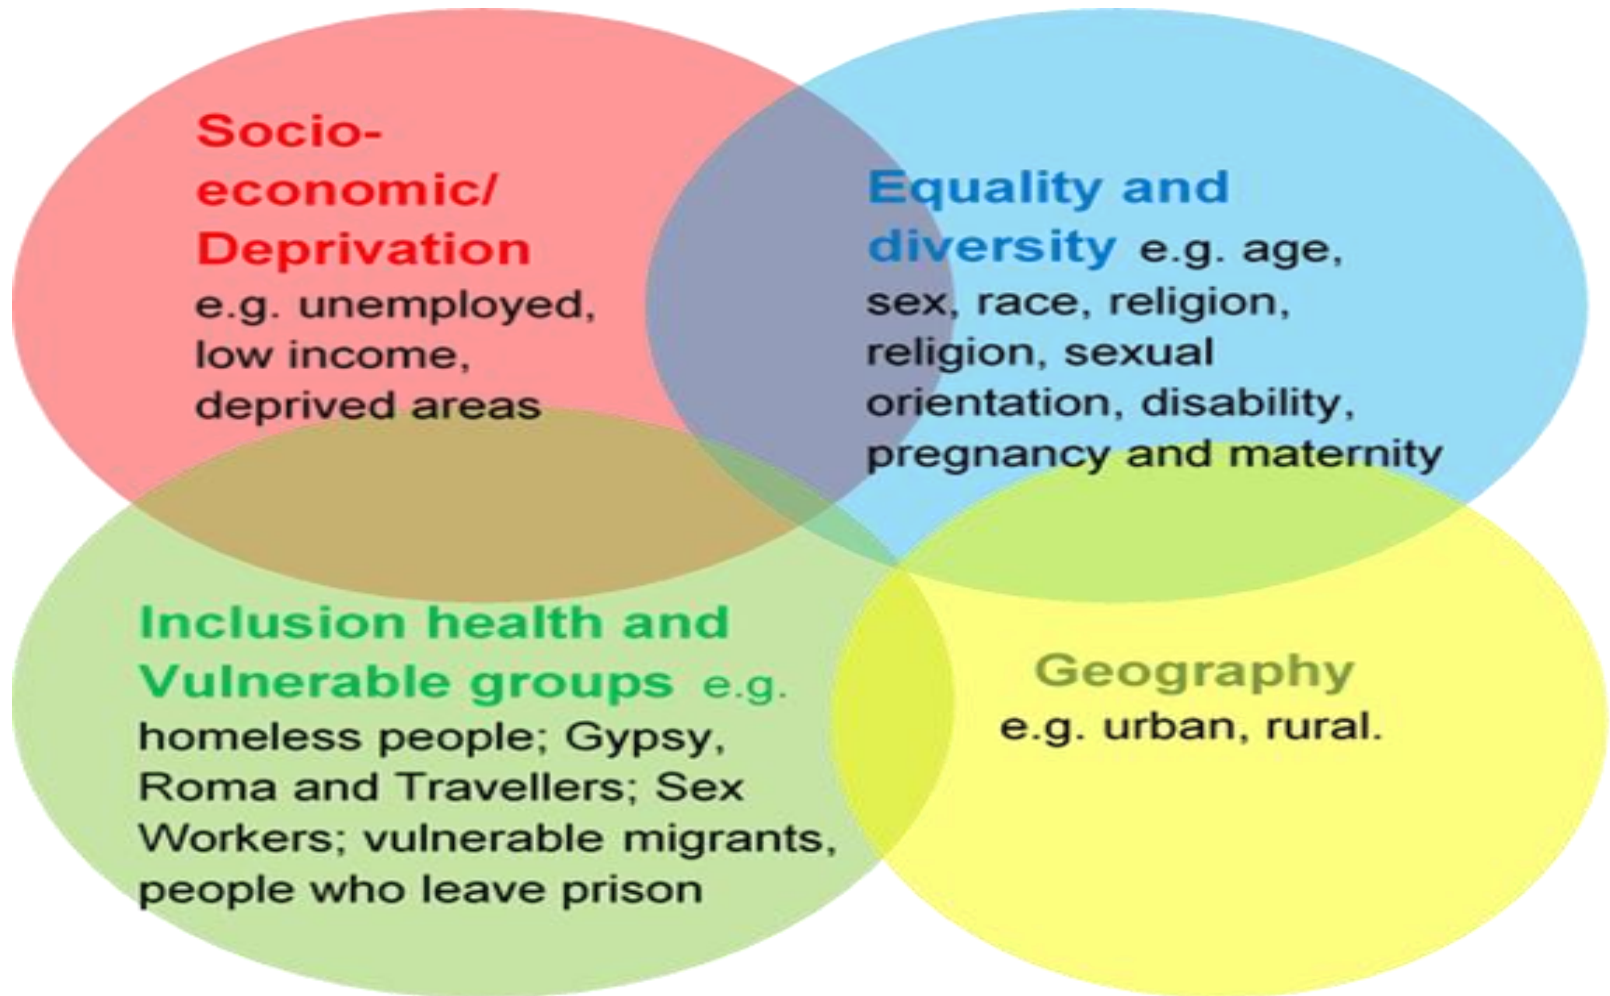 Socio-
economic/
Deprivation
e.g. unemployed,
low income,
deprived areas
Equality and
diversity e.g. age,
sex, race, religion,
religion, sexual
orientation, disability,
pregnancy and maternity
Inclusion health and
Vulnerable groups e.g.
homeless people; Gypsy,
Roma and Travellers; Sex
Workers; vulnerable migrants,
people who leave prison
Geography
e.g. urban, rural.